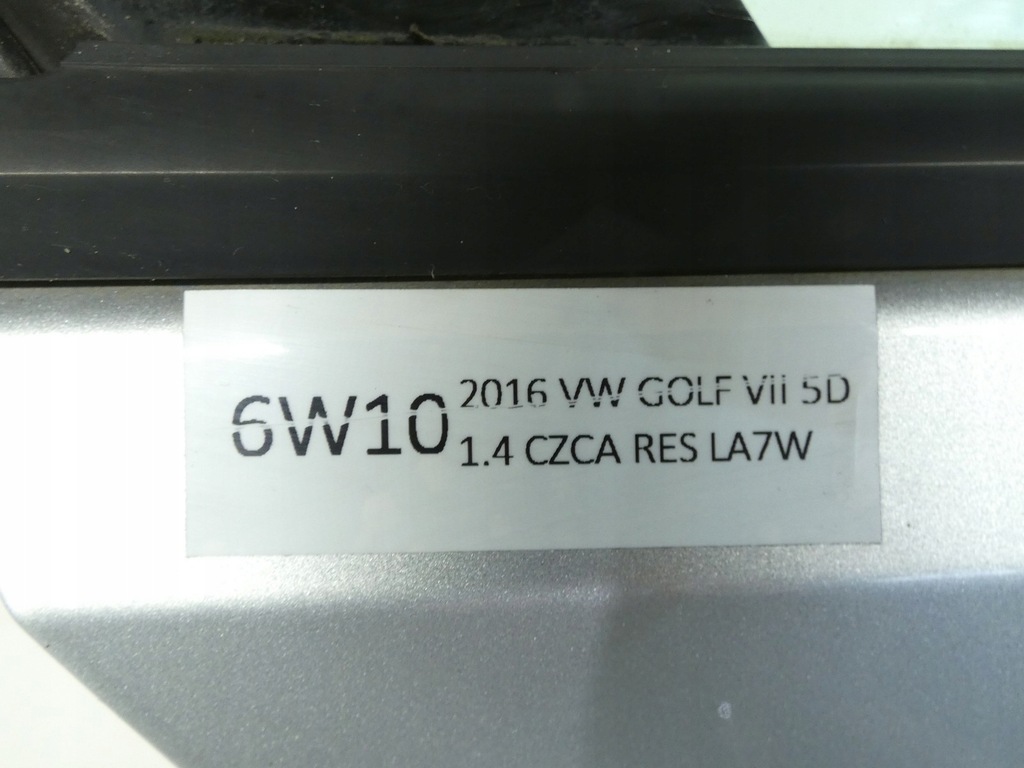 6W10
2016 VW GOLF VII 5D
1.4 CZCA RES LA7W